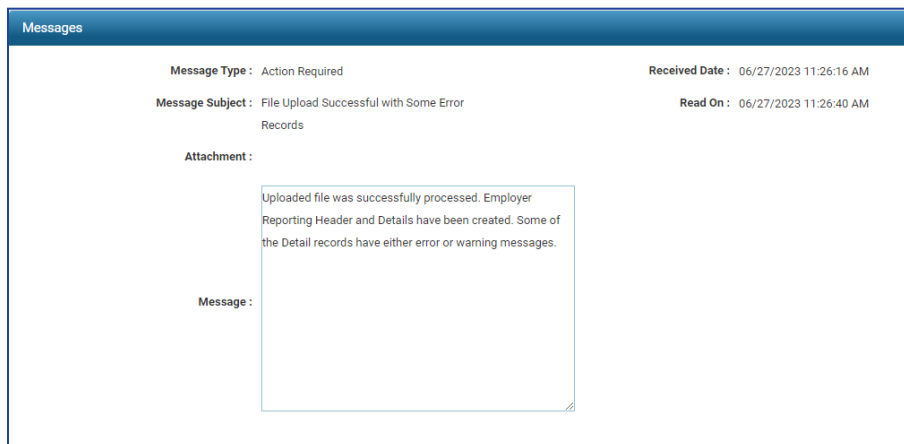 Messages
Message Type : Action Required Received Date : 06/27/2023 11:26:16 AM
Message Subject : File Upload Successful with Some Error Read On : 06/27/2023 11:26:40 AM
Records
Attachment :
Uploaded file was successfully processed. Employer
Reporting Header and Details have been created. Some of
the Detail records have either error or warning messages.
Message :